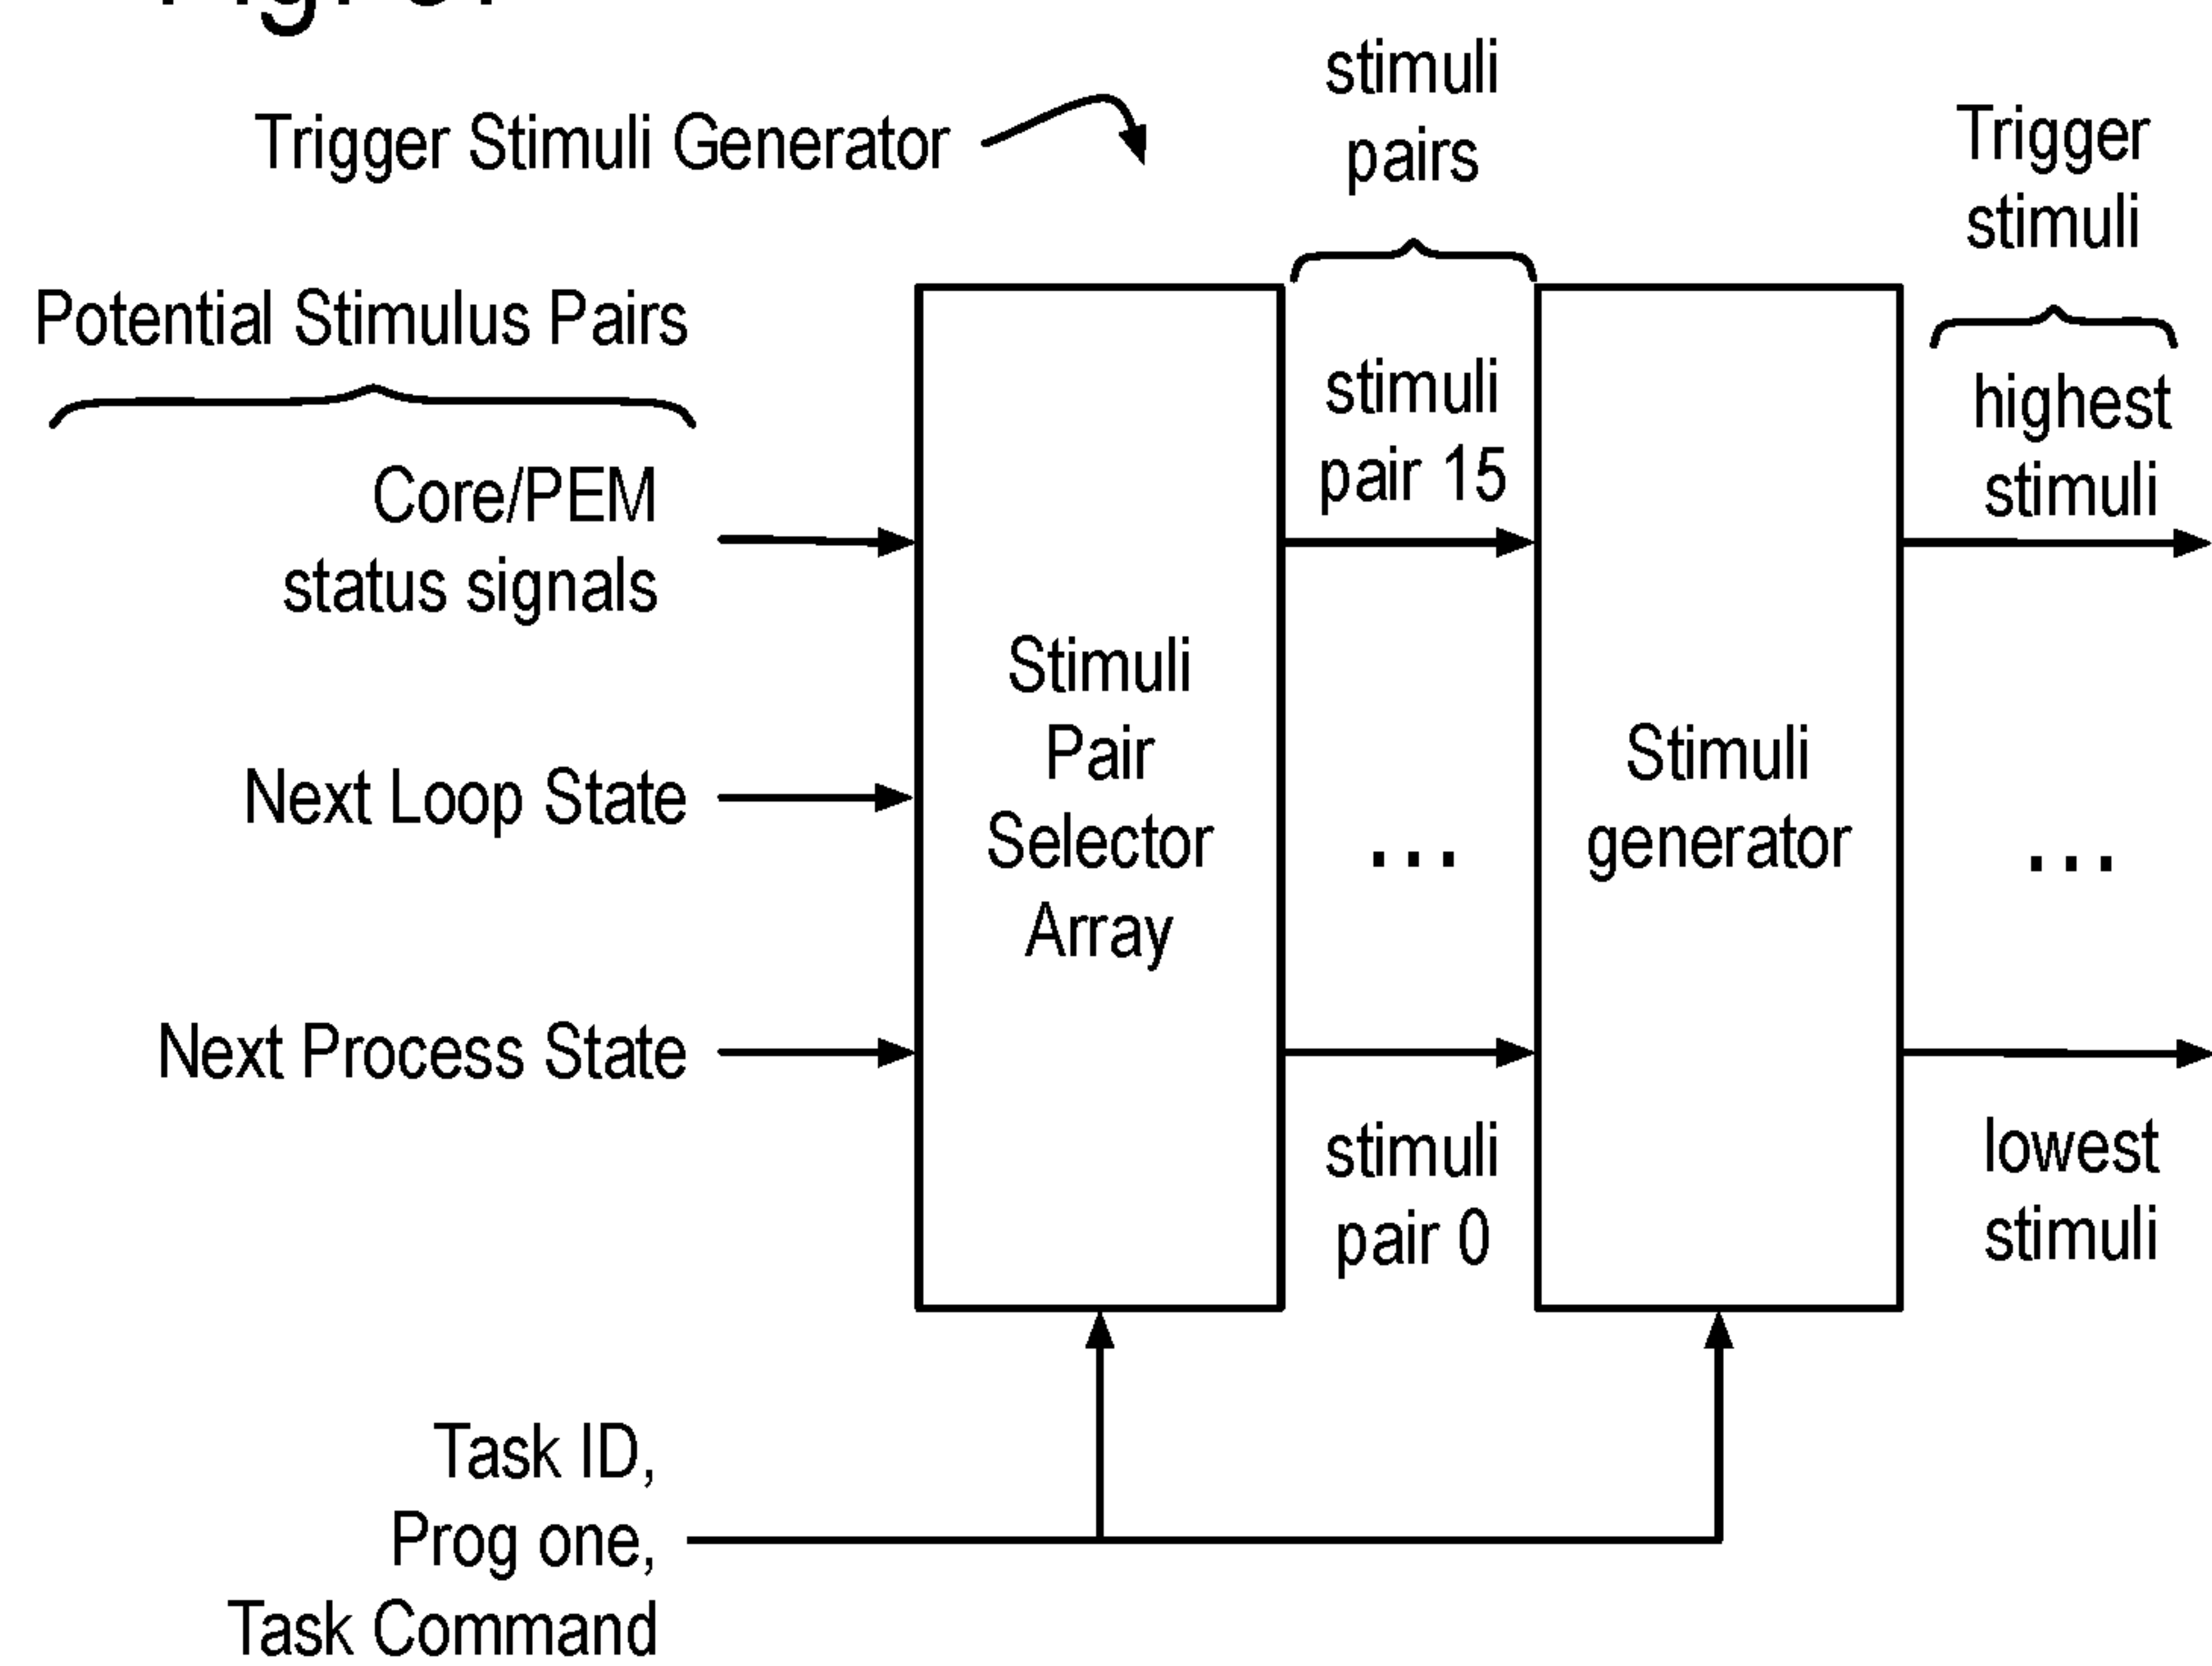 Trigger Stimuli Generator
stimuli
pairs
Trigger
stimuli
Potential Stimulus Pairs
Core/PEM
status signals
stimuli
pair 15
highest
stimuli
Stimuli
Pair
Selector
Array
Stimuli
generator
...
...
Next Loop State
Next Process State
stimuli
pair 0
lowest
stimuli
Task ID,
Prog one,
Task Command